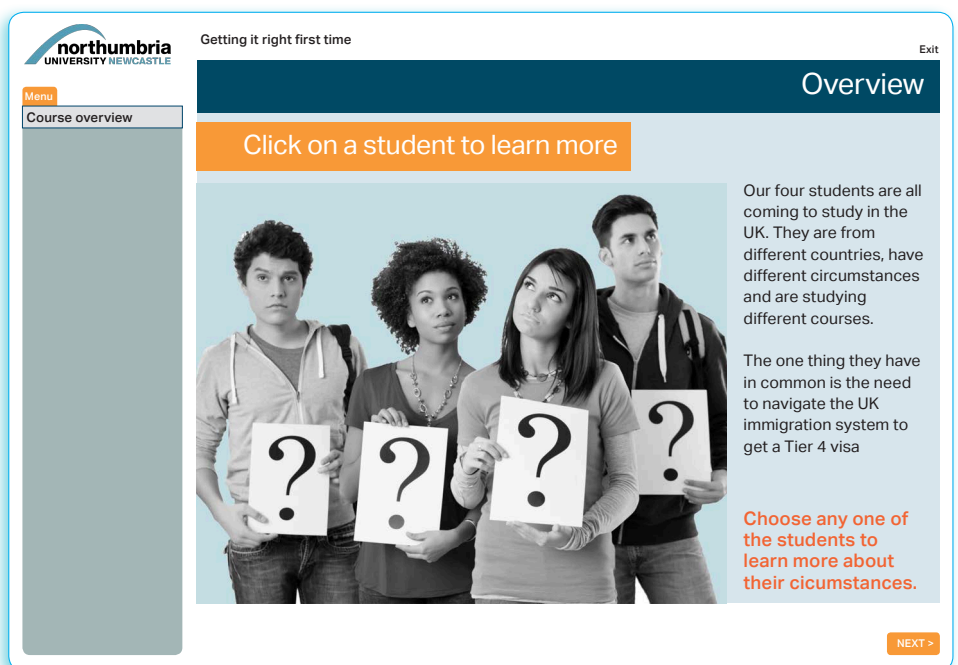 northumbria
UNIVERSITY NEWCASTLE
Getting it right first time
Exit
Overview
Menu
Course overview
Click on a student to learn more
Our four students are all
coming to study in the
UK. They are from
different countries, have
different circumstances
and are studying
different courses.
The one thing they have
in common is the need
to navigate the UK
immigration system to
get a Tier 4 visa
?
?
?
?
Choose any one of
the students to
learn more about
their cicumstances.
NEXT >